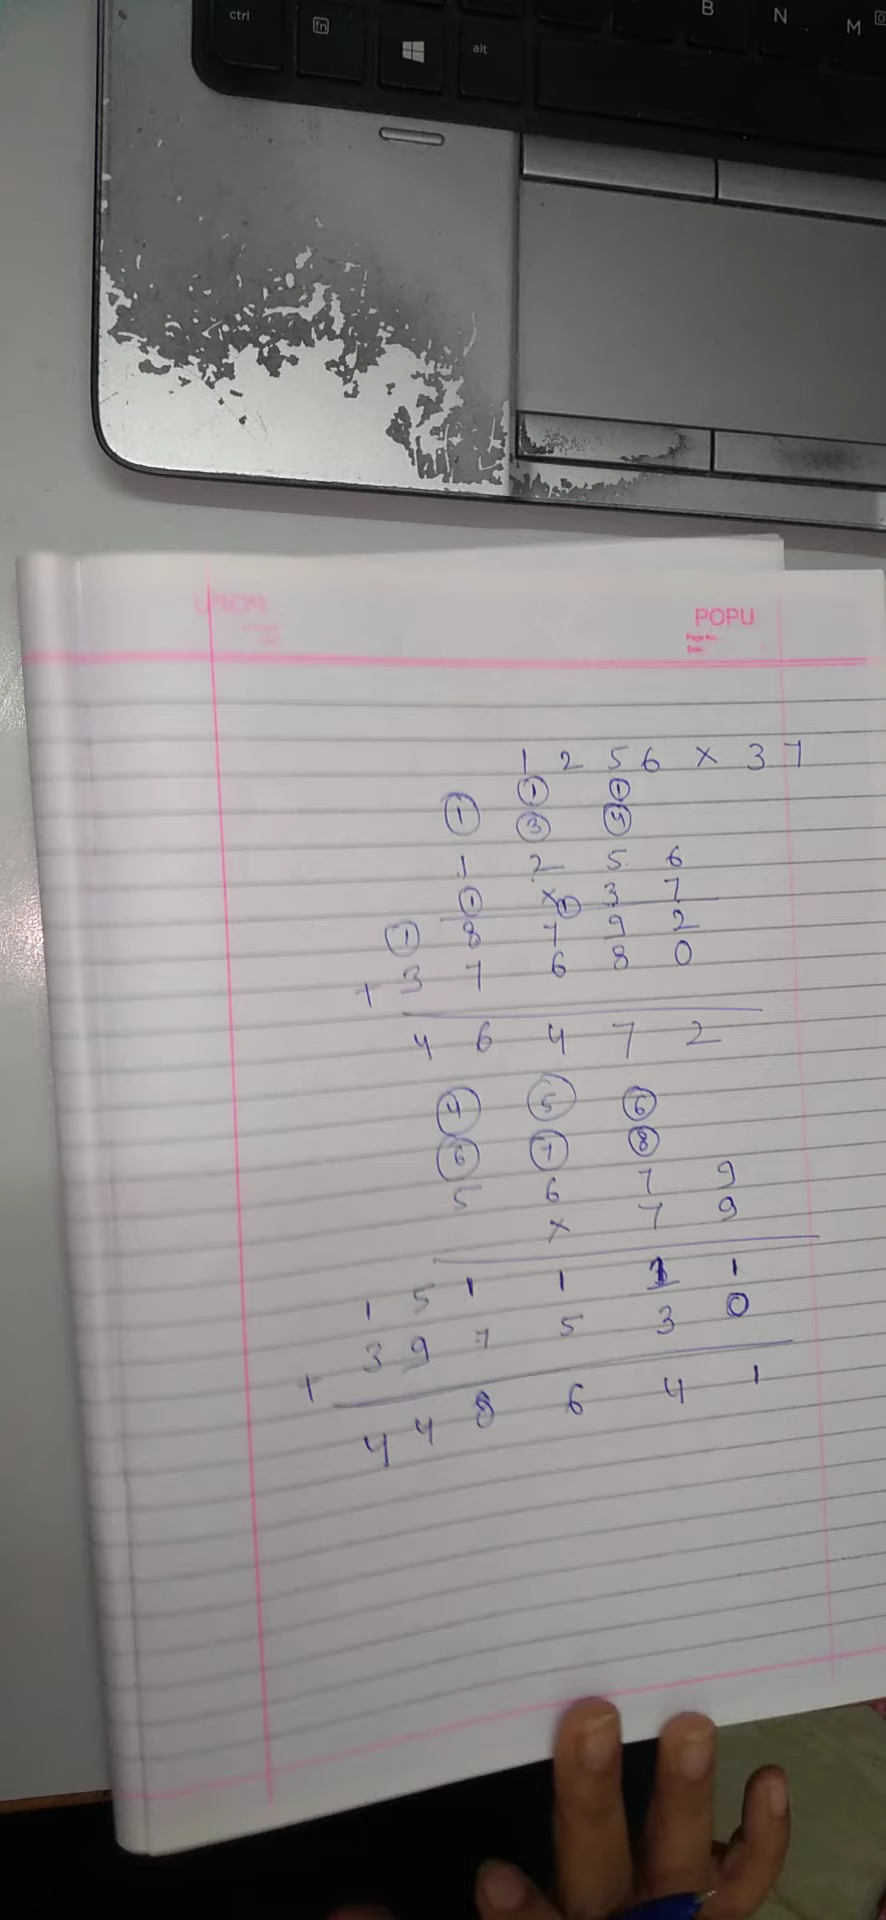 ctrl fn alt B N M
POPU
Page No.
Date:
1 2 5 6 × 3 7
① ①
① ③ ④
1 2 5 6
① × ① 3 7
① 8 7 9 2
+ 3 7 6 8 0
4 6 4 7 2
④ ⑤ ⑥
⑥ ⑦ ⑧
5 6 7 9
× 7 9
1 5 1 1 1
+ 3 9 7 5 3 0
4 4 8 6 4 1